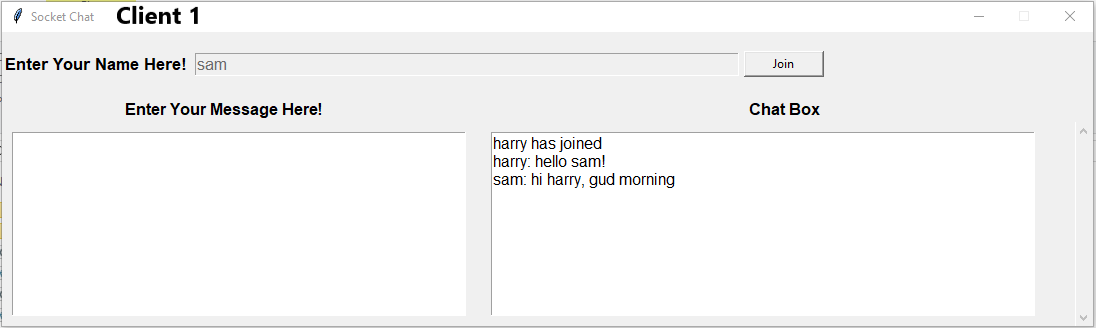 Socket Chat Client 1
Enter Your Name Here! sam Join
Enter Your Message Here! Chat Box
harry has joined
harry: hello sam!
sam: hi harry, gud morning